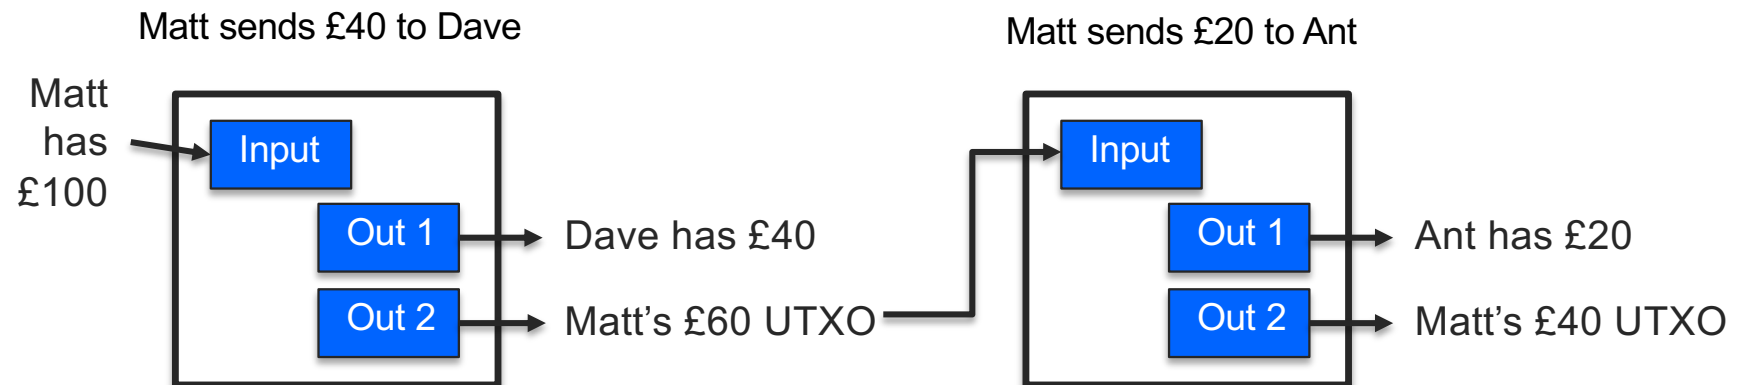 Matt sends £40 to Dave
Matt
has
£100
Input
Out 1
Dave has £40
Out 2
Matt’s £60 UTXO
Matt sends £20 to Ant
Input
Out 1
Ant has £20
Out 2
Matt’s £40 UTXO